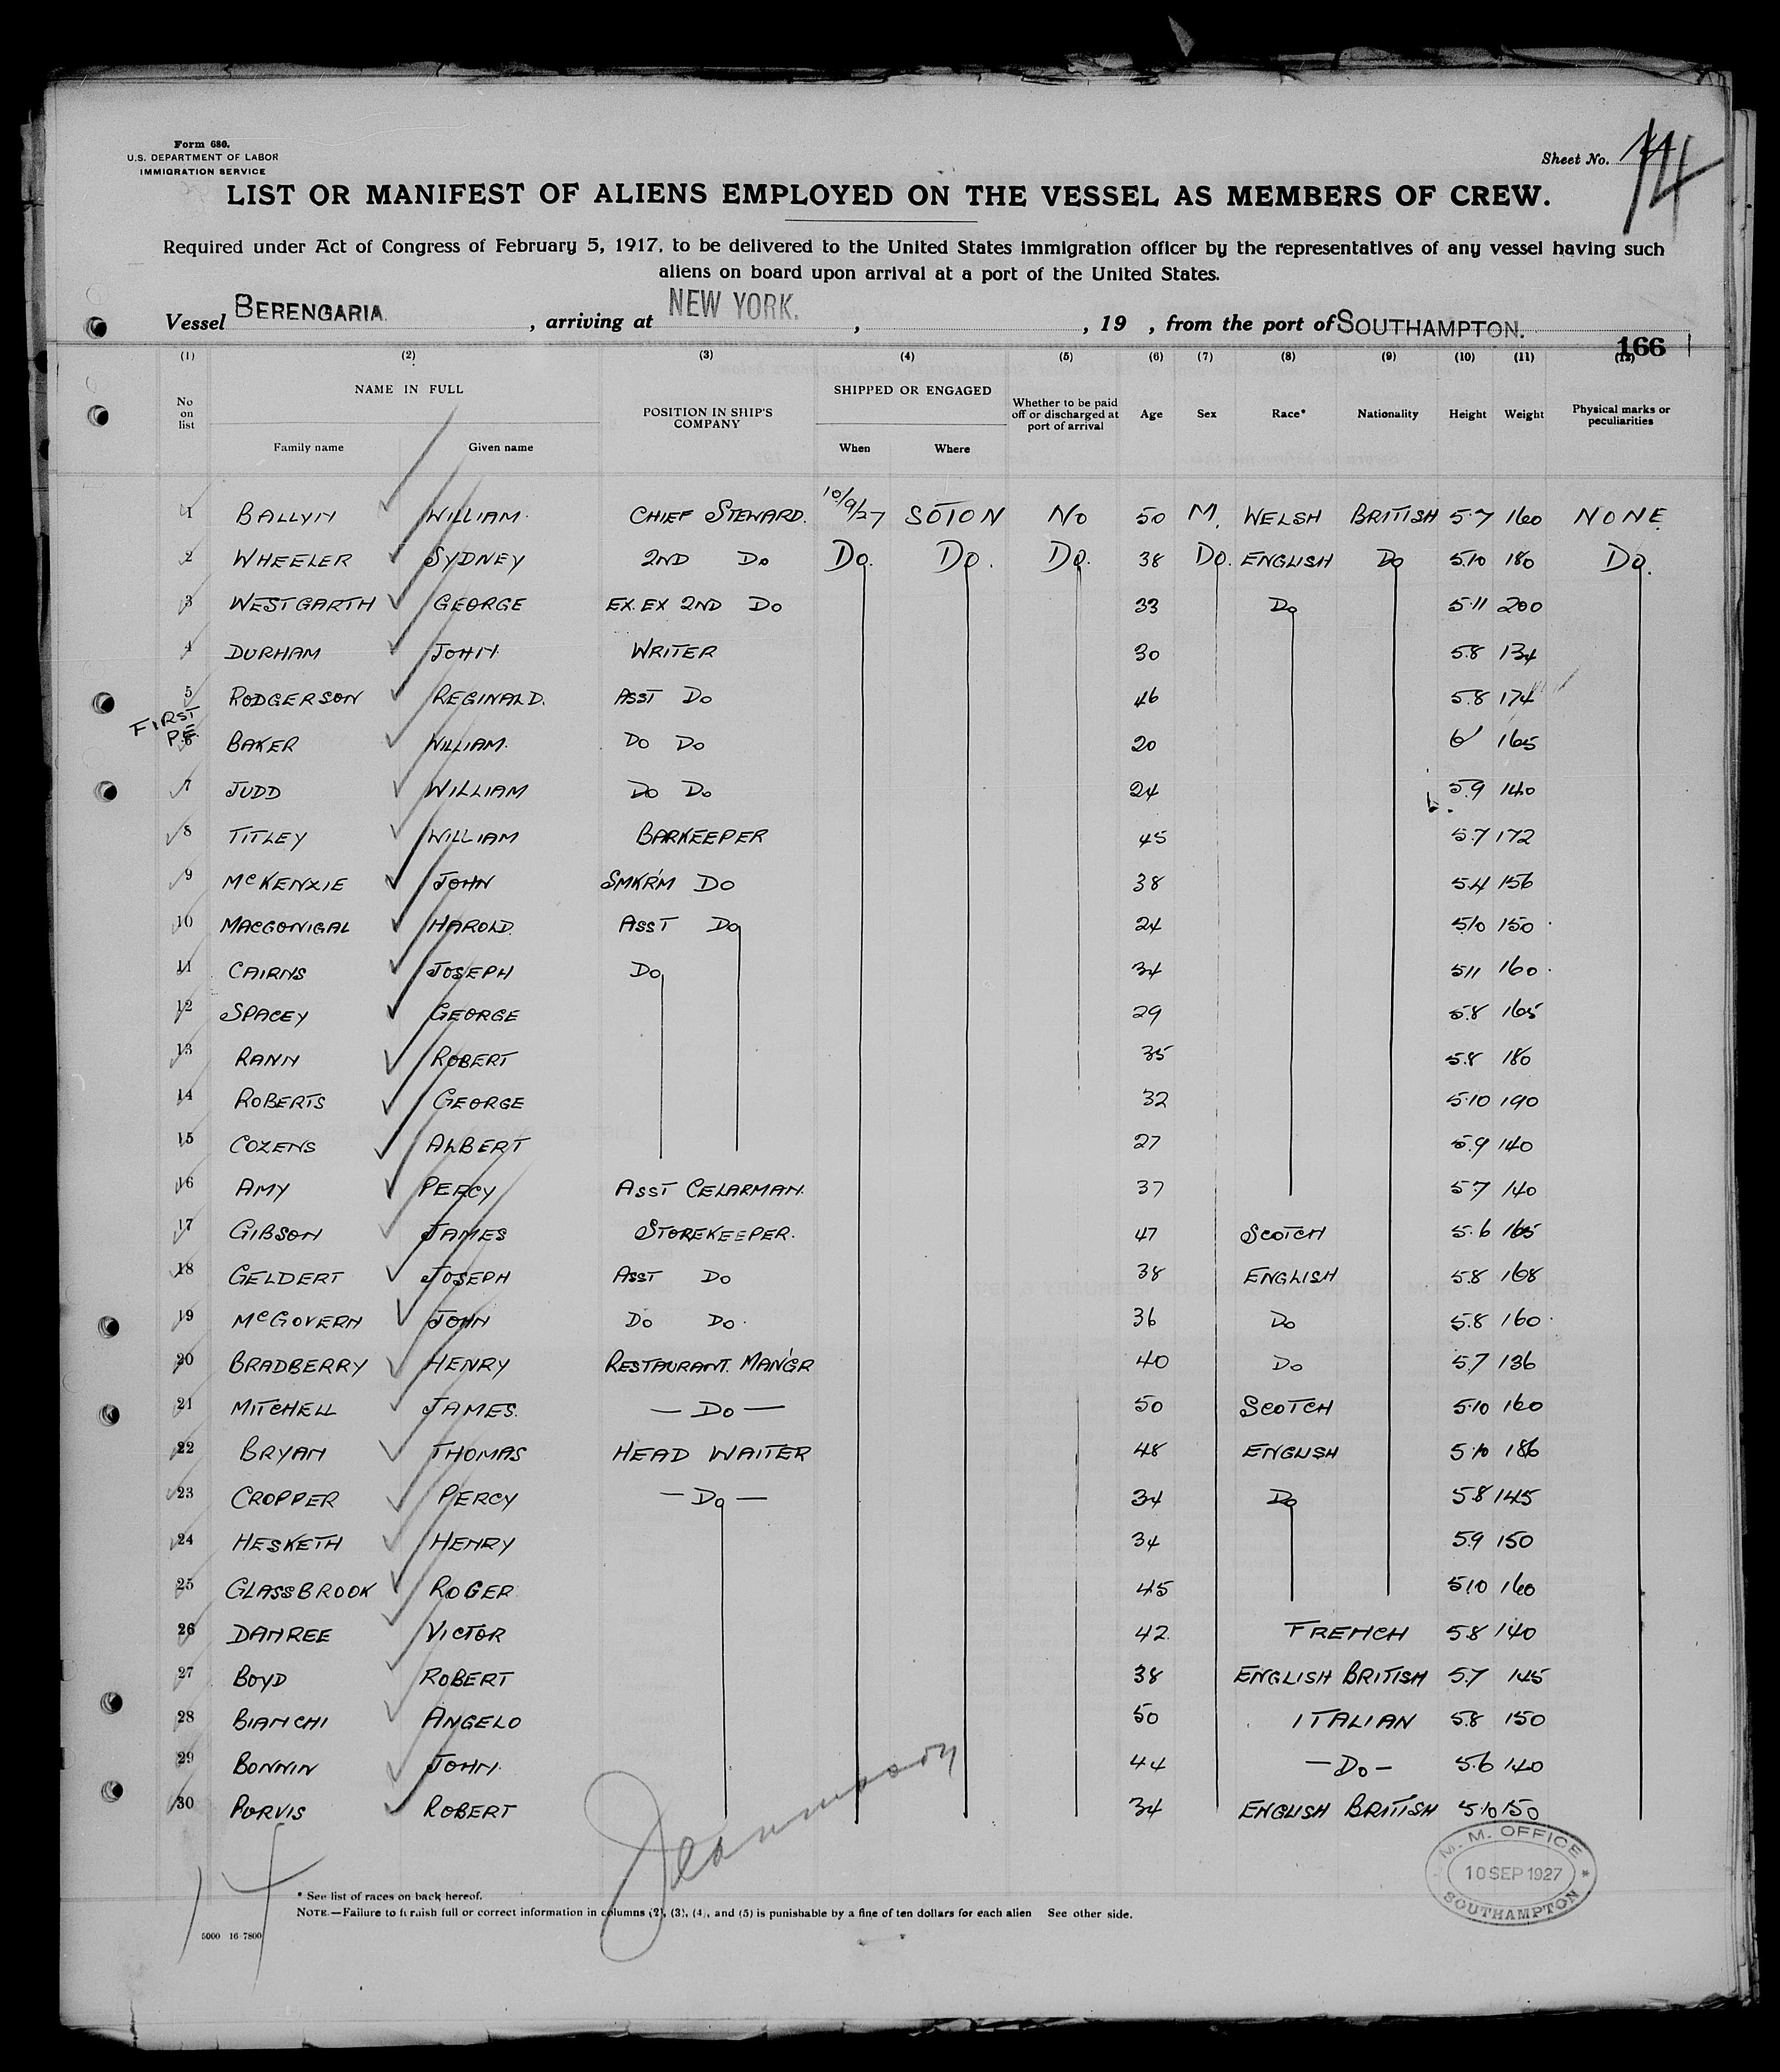 Form 680.
U.S. DEPARTMENT OF LABOR
IMMIGRATION SERVICE
Sheet No. 14
LIST OR MANIFEST OF ALIENS EMPLOYED ON THE VESSEL AS MEMBERS OF CREW.
Required under Act of Congress of February 5, 1917, to be delivered to the United States immigration officer by the representatives of any vessel having such
aliens on board upon arrival at a port of the United States.
Vessel BERENGARIA , arriving at NEW YORK. , , 19 , from the port of SOUTHAMPTON.
166
(1) (2) (3) (4) (5) (6) (7) (8) (9) (10) (11) (12)
No on list NAME IN FULL Family name Given name POSITION IN SHIP'S COMPANY SHIPPED OR ENGAGED When Where Whether to be paid off or discharged at port of arrival Age Sex Race* Nationality Height Weight Physical marks or peculiarities
1 BALLYN WILLIAM. CHIEF STEWARD. 10/9/27 SOTON NO 50 M. WELSH BRITISH 5.7 160 NONE.
2 WHEELER SYDNEY 2ND DO DO. DO. DO. 38 DO. ENGLISH DO 5.10 180 DO.
3 WESTGARTH GEORGE EX. EX 2ND DO 33 DO 5.11 200
4 DURHAM JOHN. WRITER 30 5.8 134
5 RODGERSON REGINALD. ASST DO 46 5.8 174
FIRST
P.E.
6 BAKER WILLIAM. DO DO 20 6' 165
7 JUDD WILLIAM DO DO 24 5.9 140
8 TITLEY WILLIAM BARKEEPER 45 5.7 172
9 McKENZIE JOHN SMKR'M DO 38 5.4 156
10 MACGONIGAL HAROLD. ASST DO 24 5.10 150
11 CAIRNS JOSEPH DO 34 5.11 160
12 SPACEY GEORGE 29 5.8 165
13 RANN ROBERT 35 5.8 180
14 ROBERTS GEORGE 32 5.10 190
15 COZENS ALBERT 27 5.9 140
16 AMY PERCY ASST CELARMAN. 37 5.7 140
17 GIBSON JAMES STOREKEEPER. 47 SCOTCH 5.6 165
18 GELDERT JOSEPH ASST DO 38 ENGLISH 5.8 168
19 McGOVERN JOHN DO DO. 36 DO 5.8 160
20 BRADBERRY HENRY RESTAURANT. MAN'GR 40 DO 5.7 136
21 MITCHELL JAMES. — DO — 50 SCOTCH 5.10 160
22 BRYAN THOMAS HEAD WAITER 48 ENGLISH 5.10 186
23 CROPPER PERCY — DO — 34 DO 5.8 145
24 HESKETH HENRY 34 5.9 150
25 GLASSBROOK ROGER 45 5.10 160
26 DANREE VICTOR 42. FRENCH 5.8 140
27 BOYD ROBERT 38 ENGLISH BRITISH 5.7 145
28 BIANCHI ANGELO 50 ITALIAN 5.8 150
29 BONNIN JOHN. 44 — DO — 5.6 140
30 PURVIS ROBERT 34 ENGLISH BRITISH 5.10 150
M. M. OFFICE
10 SEP 1927
SOUTHAMPTON
14
* See list of races on back hereof.
NOTE.—Failure to furnish full or correct information in columns (2), (3), (4), and (5) is punishable by a fine of ten dollars for each alien See other side.
5000 16-7800